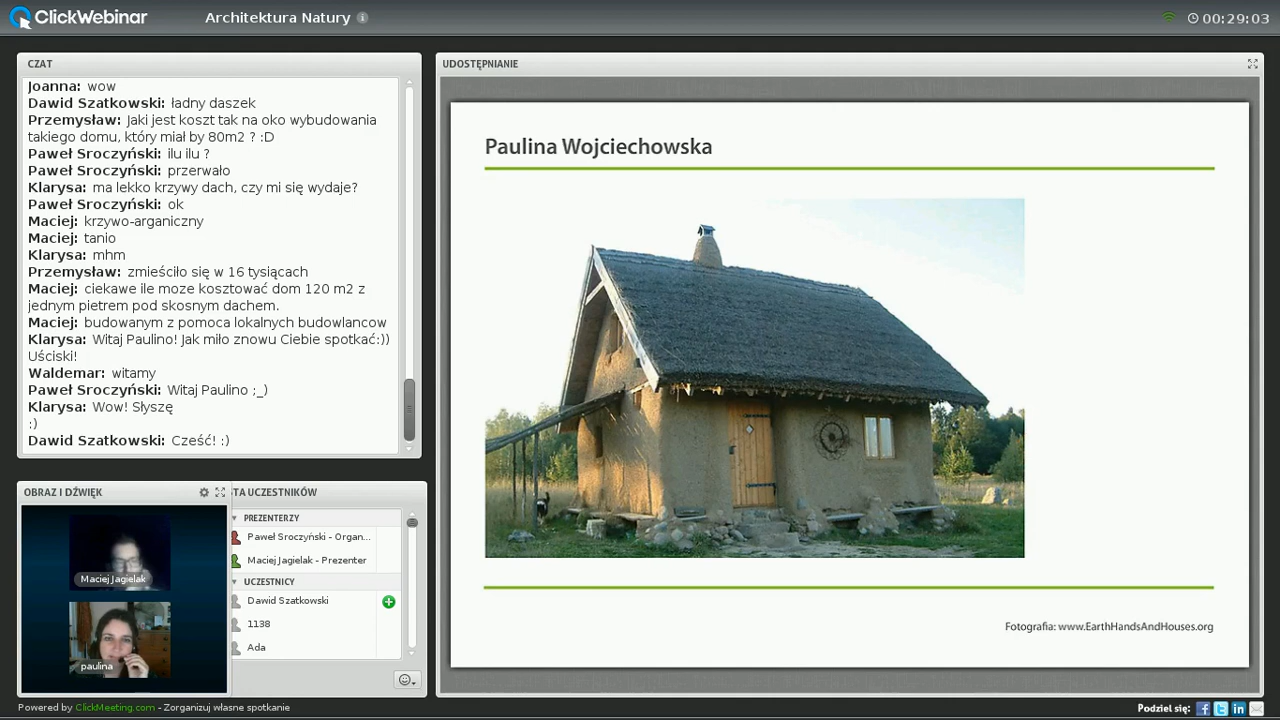 ClickWebinar
Architektura Natury
00:29:03
CZAT
Joanna: wow
Dawid Szatkowski: ładny daszek
Przemysław: Jaki jest koszt tak na oko wybudowania
takiego domu, który miał by 80m2 ? :D
Paweł Sroczyński: ilu ilu ?
Paweł Sroczyński: przerwało
Klarysa: ma lekko krzywy dach, czy mi się wydaje?
Paweł Sroczyński: ok
Maciej: krzywo-arganiczny
Maciej: tanio
Klarysa: mhm
Przemysław: zmieściło się w 16 tysiącach
Maciej: ciekawe ile moze kosztować dom 120 m2 z
jednym pietrem pod skosnym dachem.
Maciej: budowanym z pomoca lokalnych budowlancow
Klarysa: Witaj Paulino! Jak miło znowu Ciebie spotkać:))
Uściski!
Waldemar: witamy
Paweł Sroczyński: Witaj Paulino ;_)
Klarysa: Wow! Słyszę
:)
Dawid Szatkowski: Cześć! :)
OBRAZ I DŹWIĘK
Maciej Jagielak
paulina
TA UCZESTNIKÓW
PREZENTERZY
Paweł Sroczyński - Organ...
Maciej Jagielak - Prezenter
UCZESTNICY
Dawid Szatkowski
1138
Ada
UDOSTĘPNIANIE
Paulina Wojciechowska
Fotografia: www.EarthHandsAndHouses.org
Powered by ClickMeeting.com - Zorganizuj własne spotkanie
Podziel się: